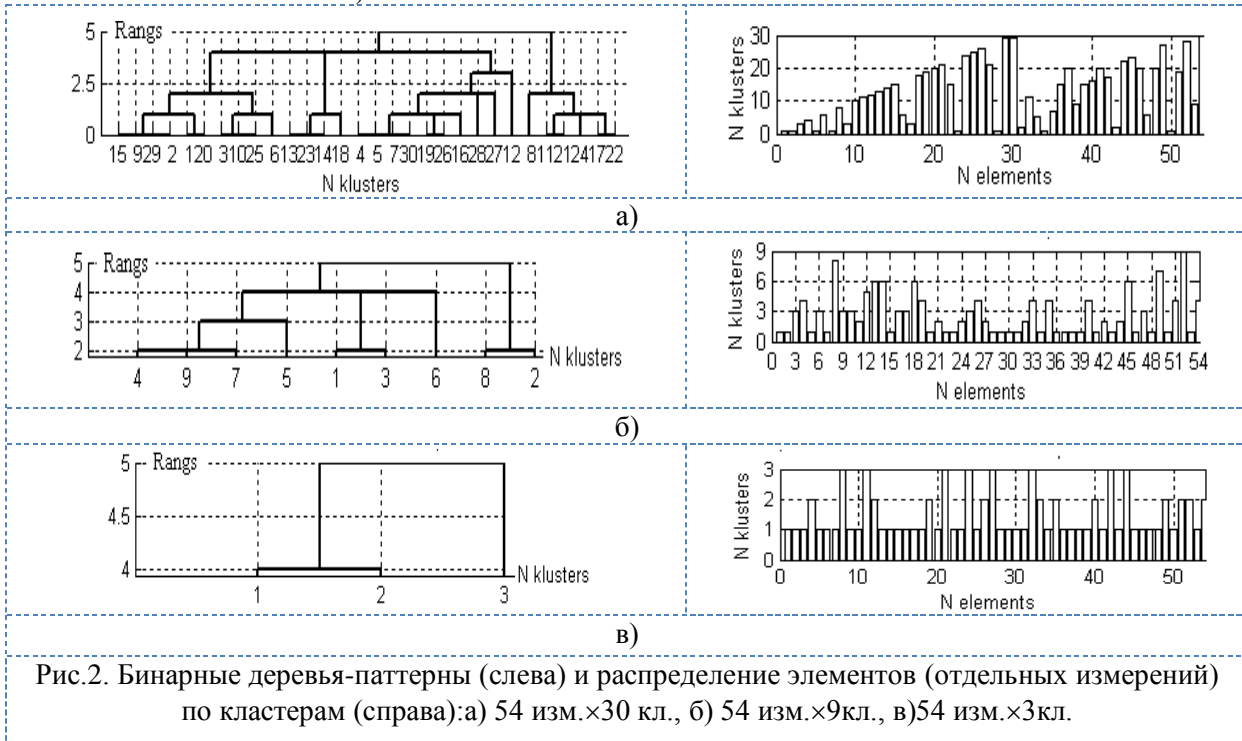 5 Rangs
2.5
0
15 929 2 120 31025 6132314 18 4 5 7301926162827 12 81121241722
N klusters
30
20
10
0
0 10 20 30 40 50
N klusters
N elements
а)
5 Rangs
4
3
2
4 9 7 5 1 3 6 8 2
N klusters
9
6
3
0
0 3 6 9 12 15 18 21 24 27 30 33 36 39 42 45 48 51 54
N klusters
N elements
б)
5 Rangs
4.5
4
1 2 3
N klusters
3
2
1
0
0 10 20 30 40 50
N klusters
N elements
в)
Рис.2. Бинарные деревья-паттерны (слева) и распределение элементов (отдельных измерений)
по кластерам (справа):а) 54 изм.×30 кл., б) 54 изм.×9кл., в)54 изм.×3кл.